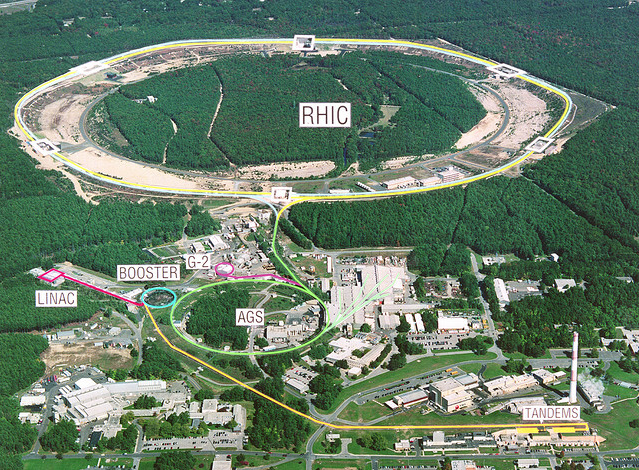 RHIC
G-2
BOOSTER
LINAC
AGS
TANDEMS